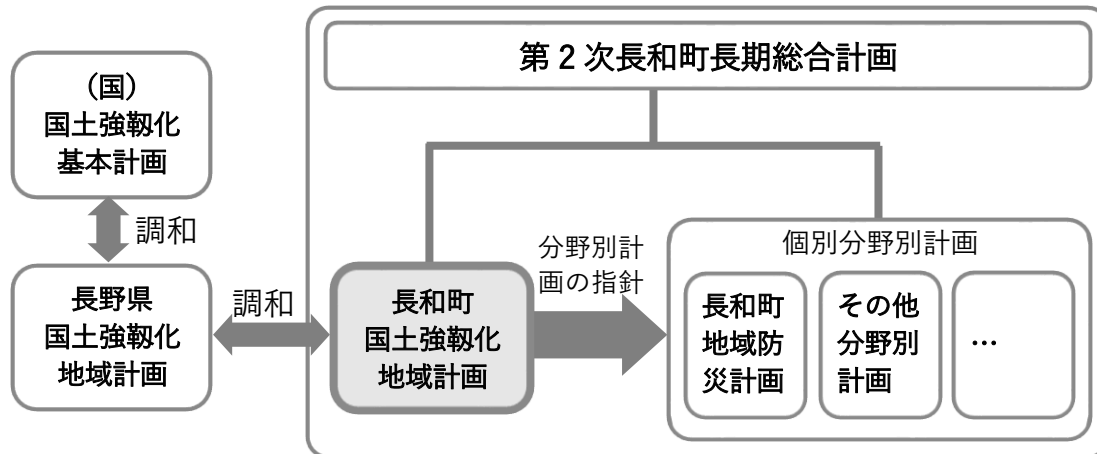 第２次長和町長期総合計画
（国）
国土強靱化
基本計画
調和
長野県
国土強靱化
地域計画
調和
長和町
国土強靱化
地域計画
分野別計
画の指針
個別分野別計画
長和町
地域防
災計画
その他
分野別
計画
…